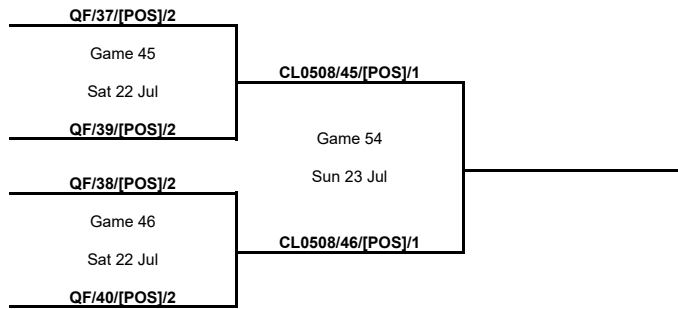 QF/37/[POS]/2
Game 45
Sat 22 Jul
QF/39/[POS]/2
CL0508/45/[POS]/1
Game 54
Sun 23 Jul
CL0508/46/[POS]/1
QF/38/[POS]/2
Game 46
Sat 22 Jul
QF/40/[POS]/2